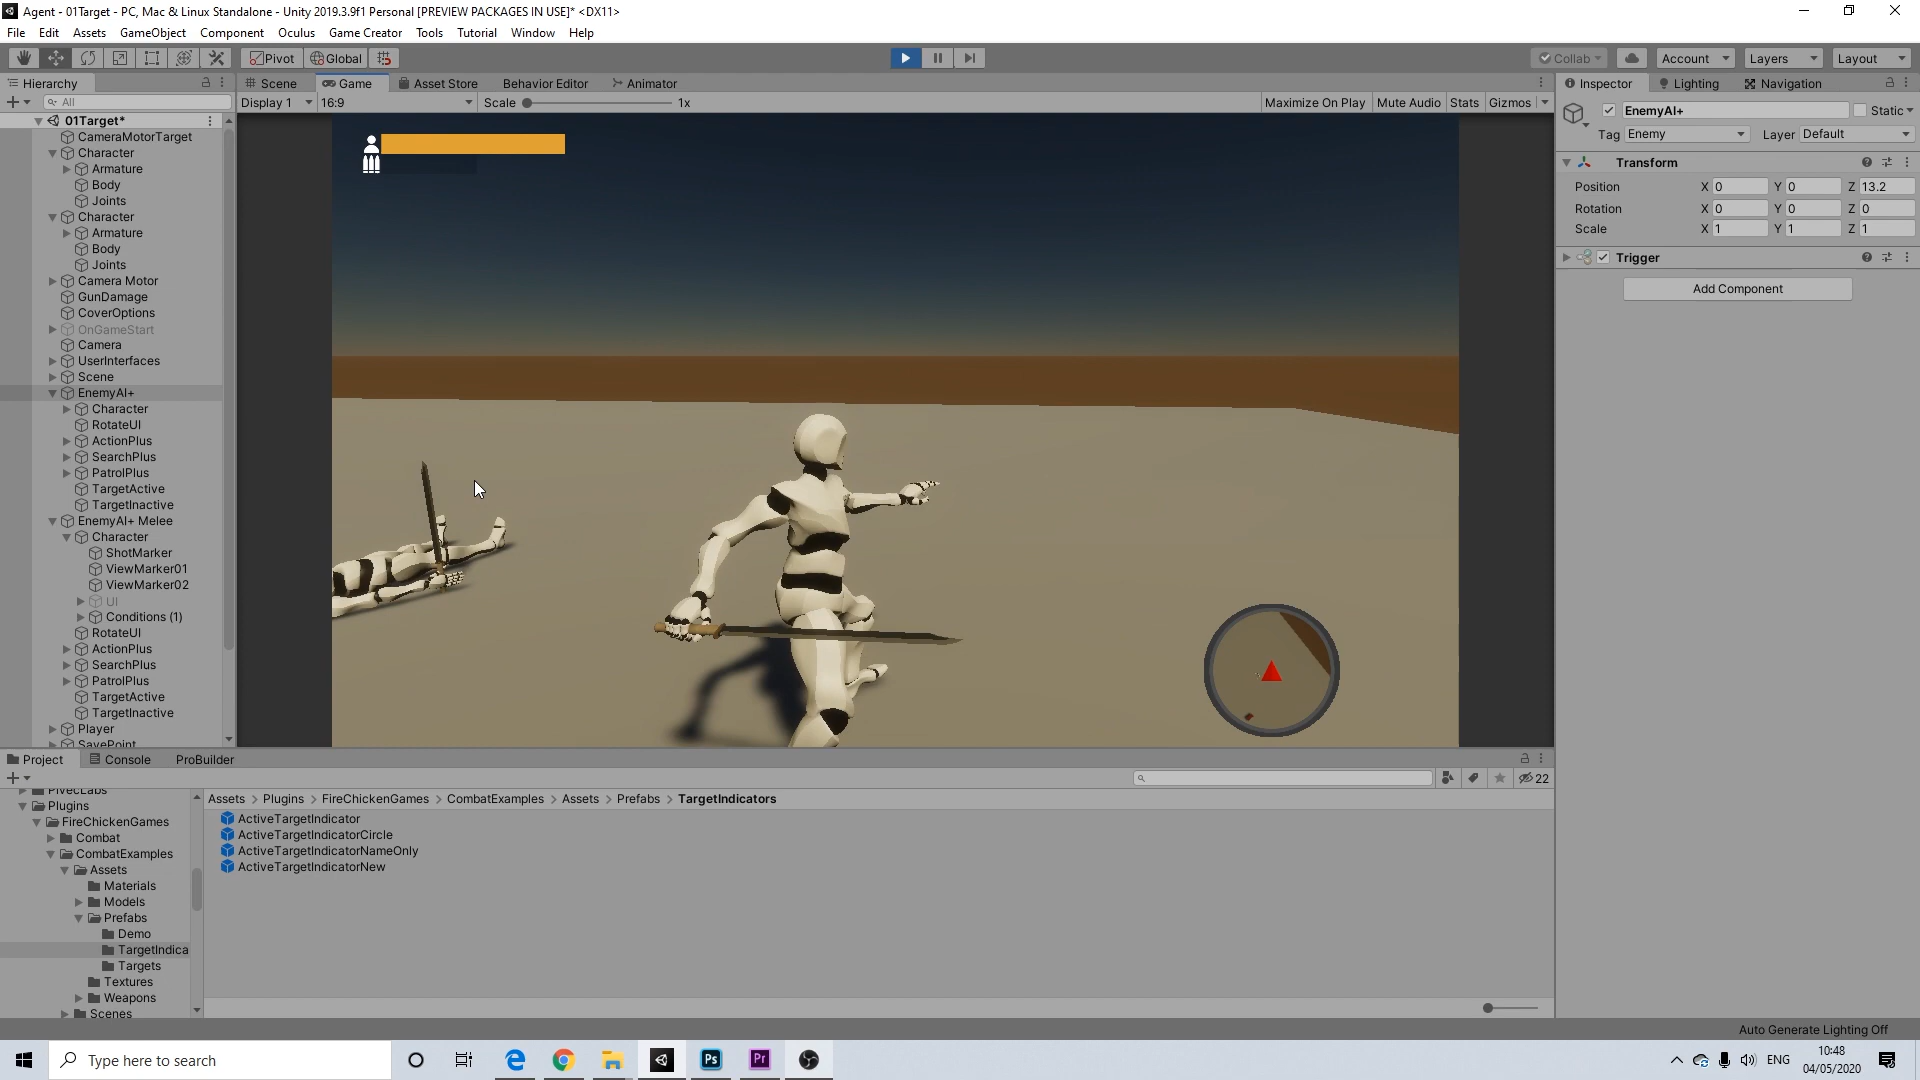 Agent - 01Target - PC, Mac & Linux Standalone - Unity 2019.3.9f1 Personal [PREVIEW PACKAGES IN USE]* <DX11>
File Edit Assets GameObject Component Oculus Game Creator Tools Tutorial Window Help
Pivot Global Collab Account Layers Layout
Hierarchy Scene Game Asset Store Behavior Editor Animator Inspector Lighting Navigation
All Display 1 16:9 Scale 1x Maximize On Play Mute Audio Stats Gizmos
01Target*
CameraMotorTarget
Character
Armature
Body
Joints
Character
Armature
Body
Joints
Camera Motor
GunDamage
CoverOptions
OnGameStart
Camera
UserInterfaces
Scene
EnemyAI+
Character
RotateUI
ActionPlus
SearchPlus
PatrolPlus
TargetActive
TargetInactive
EnemyAI+ Melee
Character
ShotMarker
ViewMarker01
ViewMarker02
UI
Conditions (1)
RotateUI
ActionPlus
SearchPlus
PatrolPlus
TargetActive
TargetInactive
Player
SavePoint
EnemyAI+ Static
Tag Enemy Layer Default
Transform
Position X 0 Y 0 Z 13.2
Rotation X 0 Y 0 Z 0
Scale X 1 Y 1 Z 1
Trigger
Add Component
Project Console ProBuilder
22
PivecLabs
Plugins
FireChickenGames
Combat
CombatExamples
Assets
Materials
Models
Prefabs
Demo
TargetIndica
Targets
Textures
Weapons
Scenes
Assets > Plugins > FireChickenGames > CombatExamples > Assets > Prefabs > TargetIndicators
ActiveTargetIndicator
ActiveTargetIndicatorCircle
ActiveTargetIndicatorNameOnly
ActiveTargetIndicatorNew
Auto Generate Lighting Off
Type here to search
Ps
Pr
ENG
10:48
04/05/2020